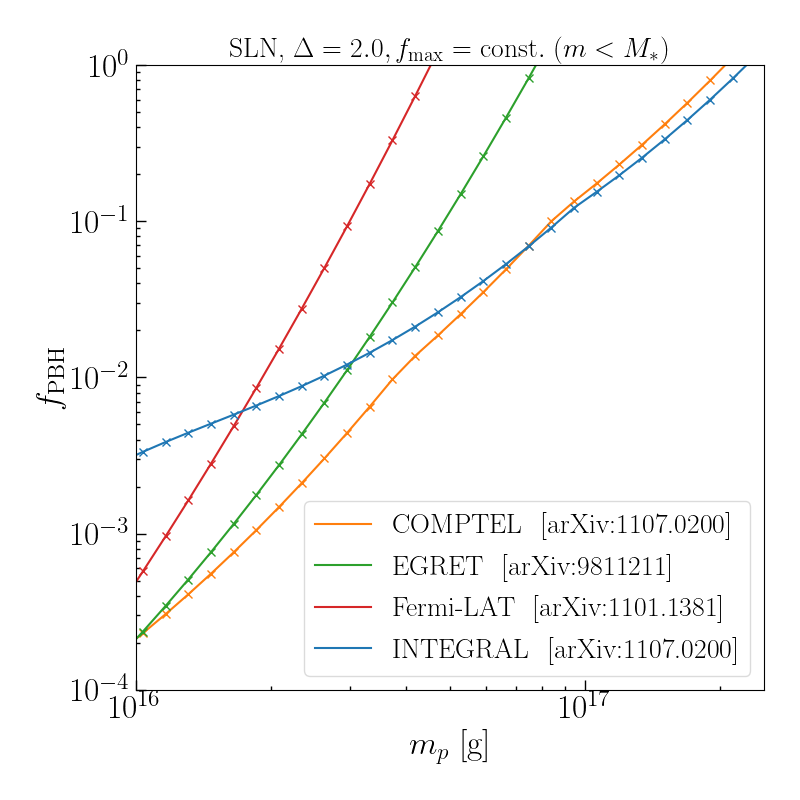 SLN, Δ = 2.0, f_max = const. (m < M_*)
10^0
10^−1
10^−2
10^−3
10^−4
f_PBH
COMPTEL [arXiv:1107.0200]
EGRET [arXiv:9811211]
Fermi-LAT [arXiv:1101.1381]
INTEGRAL [arXiv:1107.0200]
10^16 10^17
m_p [g]